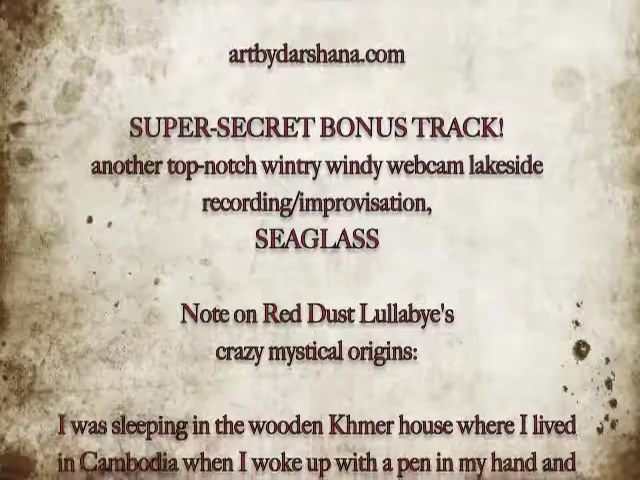 artbydarshana.com
SUPER-SECRET BONUS TRACK!
another top-notch wintry windy webcam lakeside
recording/improvisation,
SEAGLASS
Note on Red Dust Lullabye's
crazy mystical origins:
I was sleeping in the wooden Khmer house where I lived
in Cambodia when I woke up with a pen in my hand and